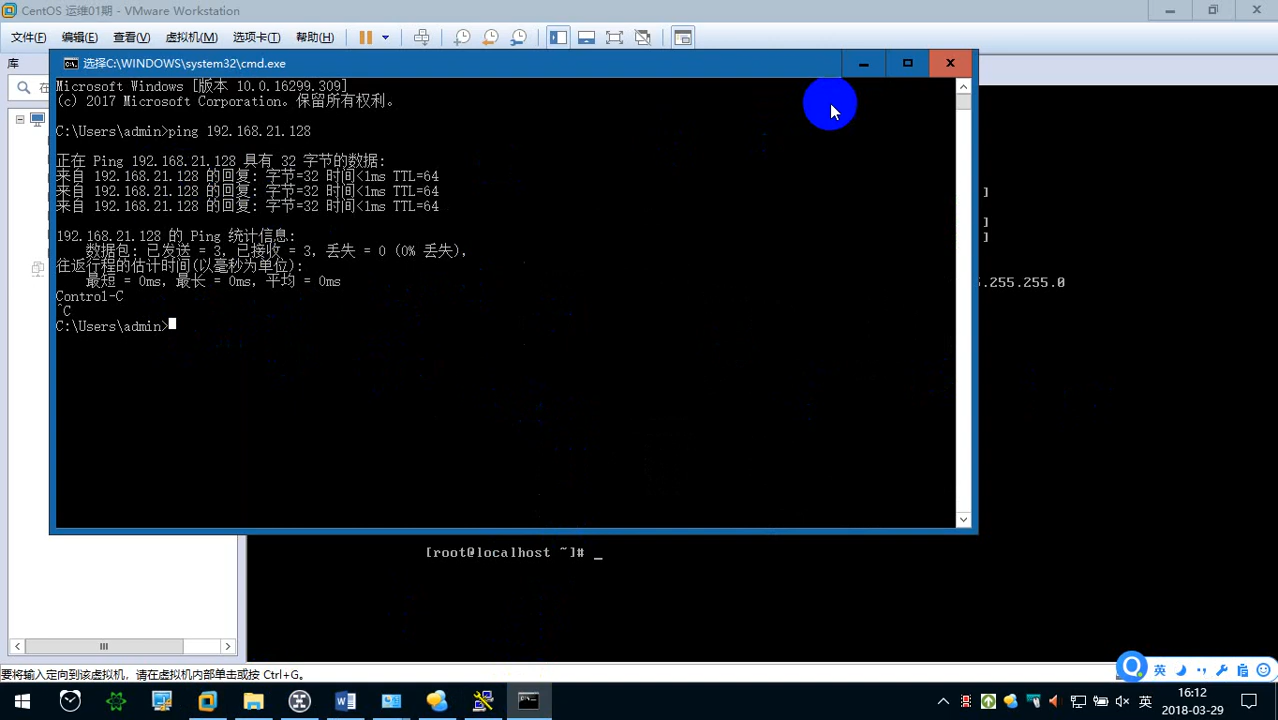 CentOS 运维01期 - VMware Workstation
文件(F) 编辑(E) 查看(V) 虚拟机(M) 选项卡(T) 帮助(H)
库
选择C:\WINDOWS\system32\cmd.exe
在
Microsoft Windows [版本 10.0.16299.309]
(c) 2017 Microsoft Corporation。保留所有权利。
C:\Users\admin>ping 192.168.21.128
正在 Ping 192.168.21.128 具有 32 字节的数据:
来自 192.168.21.128 的回复: 字节=32 时间<1ms TTL=64
来自 192.168.21.128 的回复: 字节=32 时间<1ms TTL=64
]
来自 192.168.21.128 的回复: 字节=32 时间<1ms TTL=64
]
192.168.21.128 的 Ping 统计信息:
]
数据包: 已发送 = 3，已接收 = 3，丢失 = 0 (0% 丢失)，
往返行程的估计时间(以毫秒为单位):
最短 = 0ms，最长 = 0ms，平均 = 0ms
.255.255.0
Control-C
^C
C:\Users\admin>
[root@localhost ~]# _
要将输入定向到该虚拟机，请在虚拟机内部单击或按 Ctrl+G。
英
英
16:12
2018-03-29